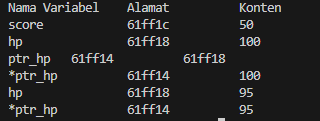 Nama Variabel Alamat Konten
score 61ff1c 50
hp 61ff18 100
ptr_hp 61ff14 61ff18
*ptr_hp 61ff14 100
hp 61ff18 95
*ptr_hp 61ff14 95